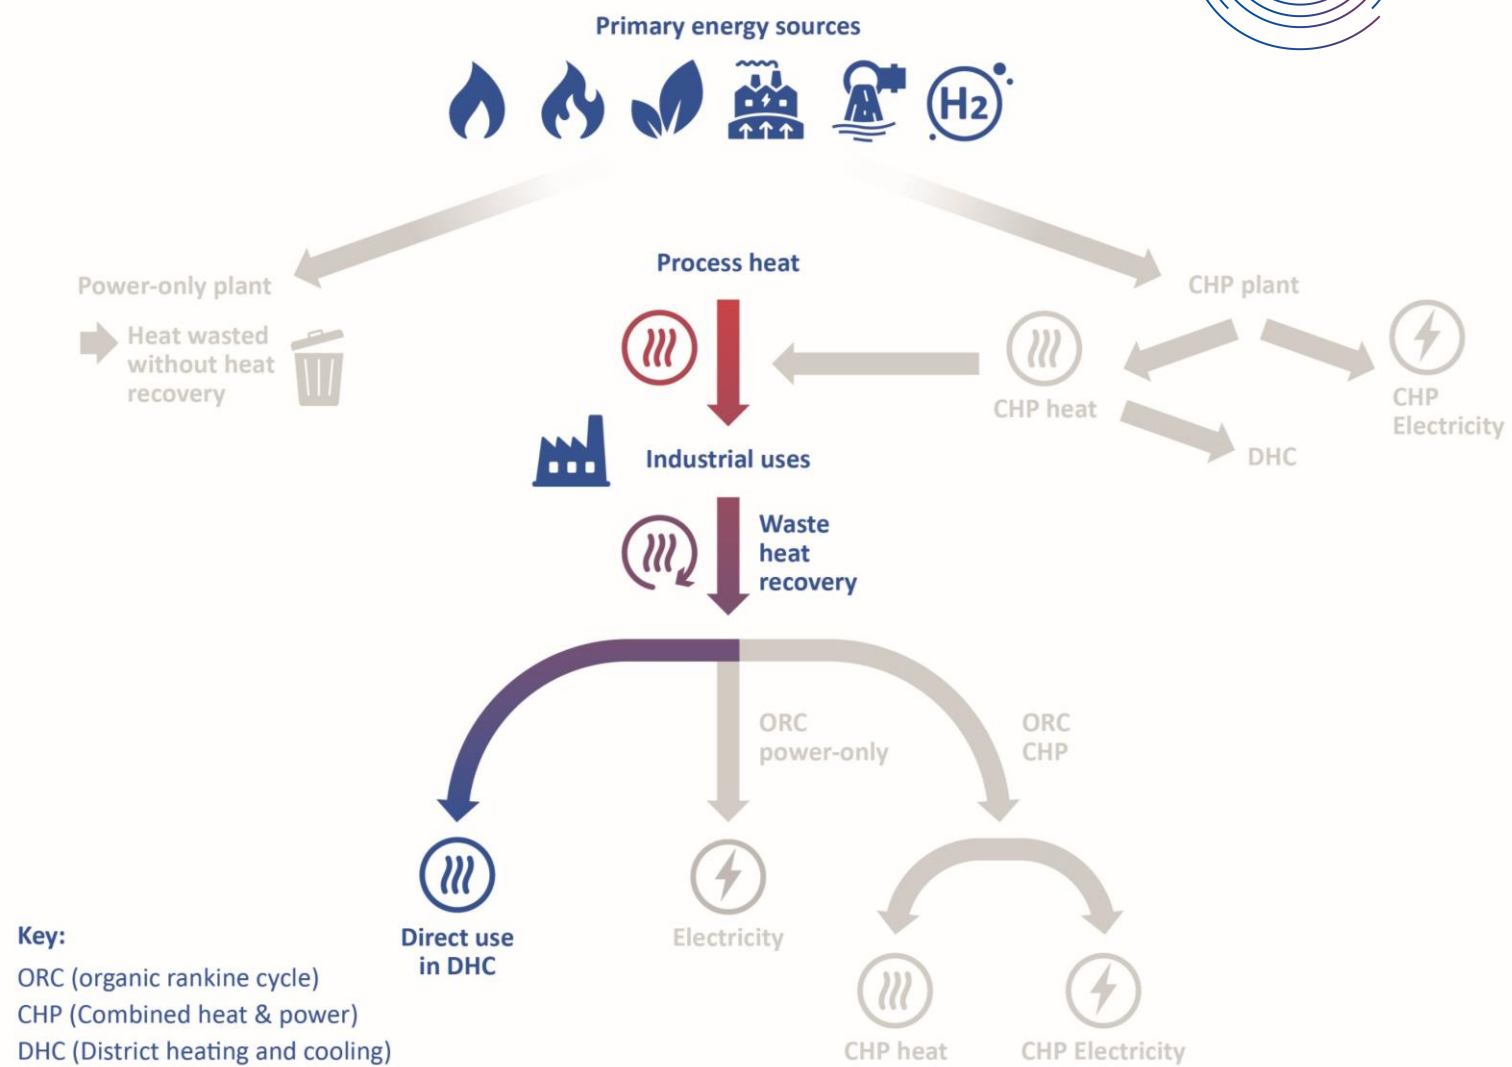 Primary energy sources
H2
Process heat
Power-only plant
Heat wasted
without heat
recovery
CHP plant
CHP heat
CHP
Electricity
DHC
Industrial uses
Waste
heat
recovery
ORC
power-only
ORC
CHP
Direct use
in DHC
Electricity
CHP heat
CHP Electricity
Key:
ORC (organic rankine cycle)
CHP (Combined heat & power)
DHC (District heating and cooling)